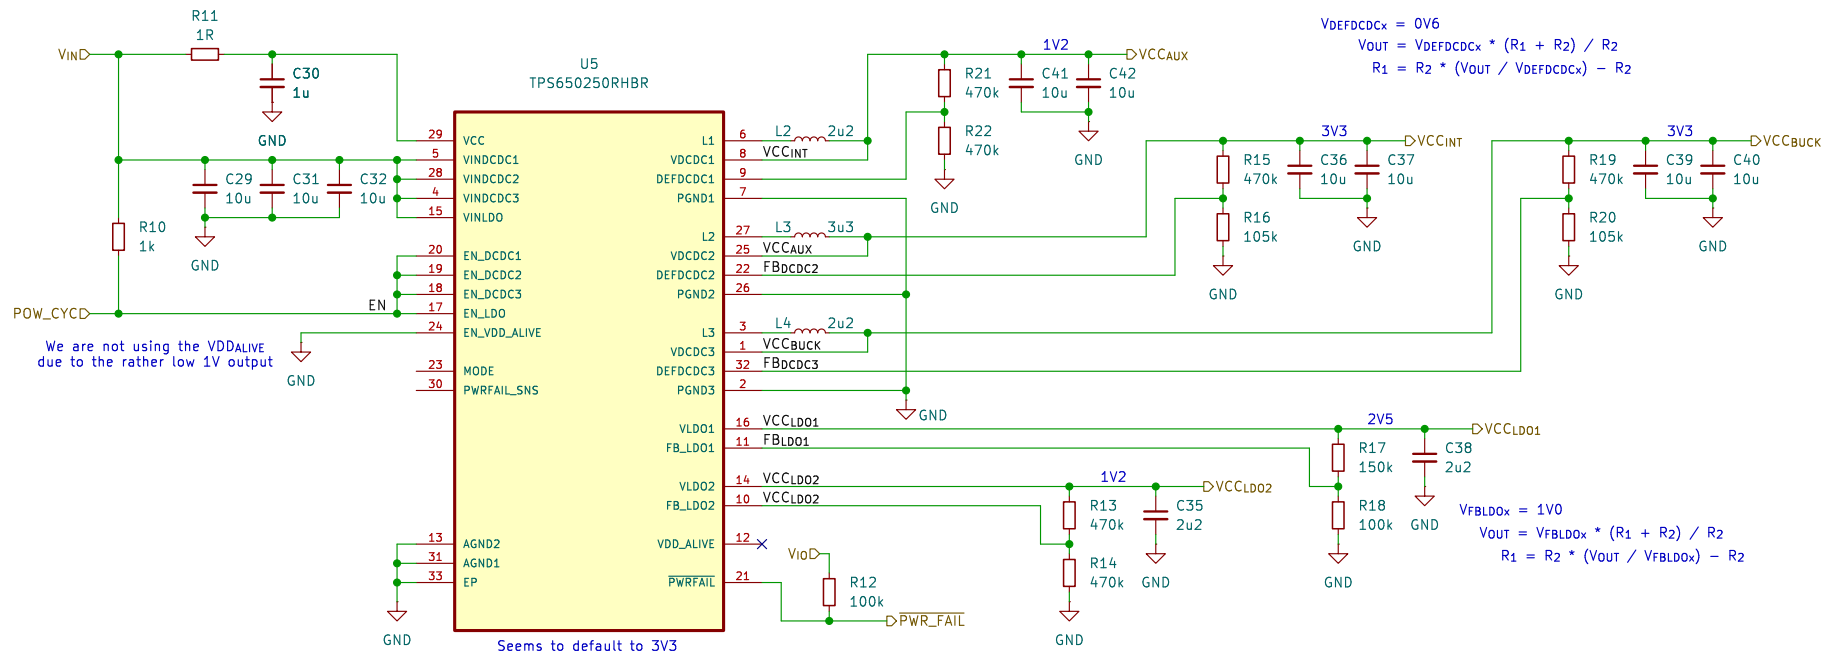 VDEFDCDCx = 0V6
VOUT = VDEFDCDCx * (R1 + R2) / R2
R1 = R2 * (VOUT / VDEFDCDCx) - R2
VIN
R11
1R
C30
1u
GND
U5
TPS650250RHBR
1V2
VCCAUX
R21
470k
C41
10u
C42
10u
R22
470k
GND
GND
3V3
VCCINT
R15
470k
C36
10u
C37
10u
R16
105k
GND
GND
3V3
VCCBUCK
R19
470k
C39
10u
C40
10u
R20
105k
GND
GND
C29
10u
C31
10u
C32
10u
GND
R10
1k
POW_CYC
EN
We are not using the VDDALIVE
due to the rather low 1V output
GND
29 VCC
5 VINDCDC1
28 VINDCDC2
4 VINDCDC3
15 VINLDO
20 EN_DCDC1
19 EN_DCDC2
18 EN_DCDC3
17 EN_LDO
24 EN_VDD_ALIVE
23 MODE
30 PWRFAIL_SNS
13 AGND2
31 AGND1
33 EP
GND
L1 6
VDCDC1 8
DEFDCDC1 9
PGND1 7
L2 27
VDCDC2 25
DEFDCDC2 22
PGND2 26
L3 3
VDCDC3 1
DEFDCDC3 32
PGND3 2
VLDO1 16
FB_LDO1 11
VLDO2 14
FB_LDO2 10
VDD_ALIVE 12
PWRFAIL 21
L2 2u2
VCCINT
L3 3u3
VCCAUX
FBDCDC2
L4 2u2
VCCBUCK
FBDCDC3
GND
VCCLDO1
FBLDO1
VCCLDO2
VCCLDO2
2V5
VCCLDO1
R17
150k
C38
2u2
R18
100k
GND
GND
1V2
VCCLDO2
R13
470k
C35
2u2
R14
470k
GND
GND
VIO
R12
100k
PWR_FAIL
VFBLDOx = 1V0
VOUT = VFBLDOx * (R1 + R2) / R2
R1 = R2 * (VOUT / VFBLDOx) - R2
Seems to default to 3V3